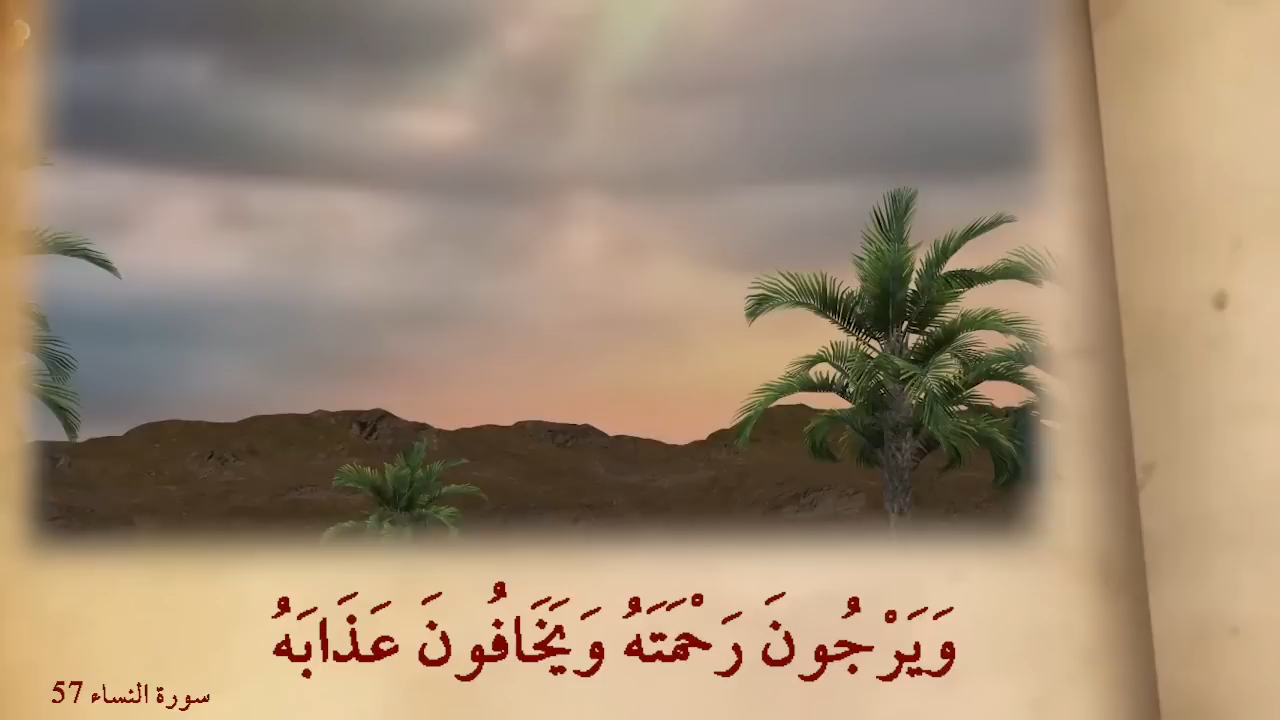 وَيَرْجُونَ رَحْمَتَهُ وَيَخَافُونَ عَذَابَهُ
سورة النساء 57